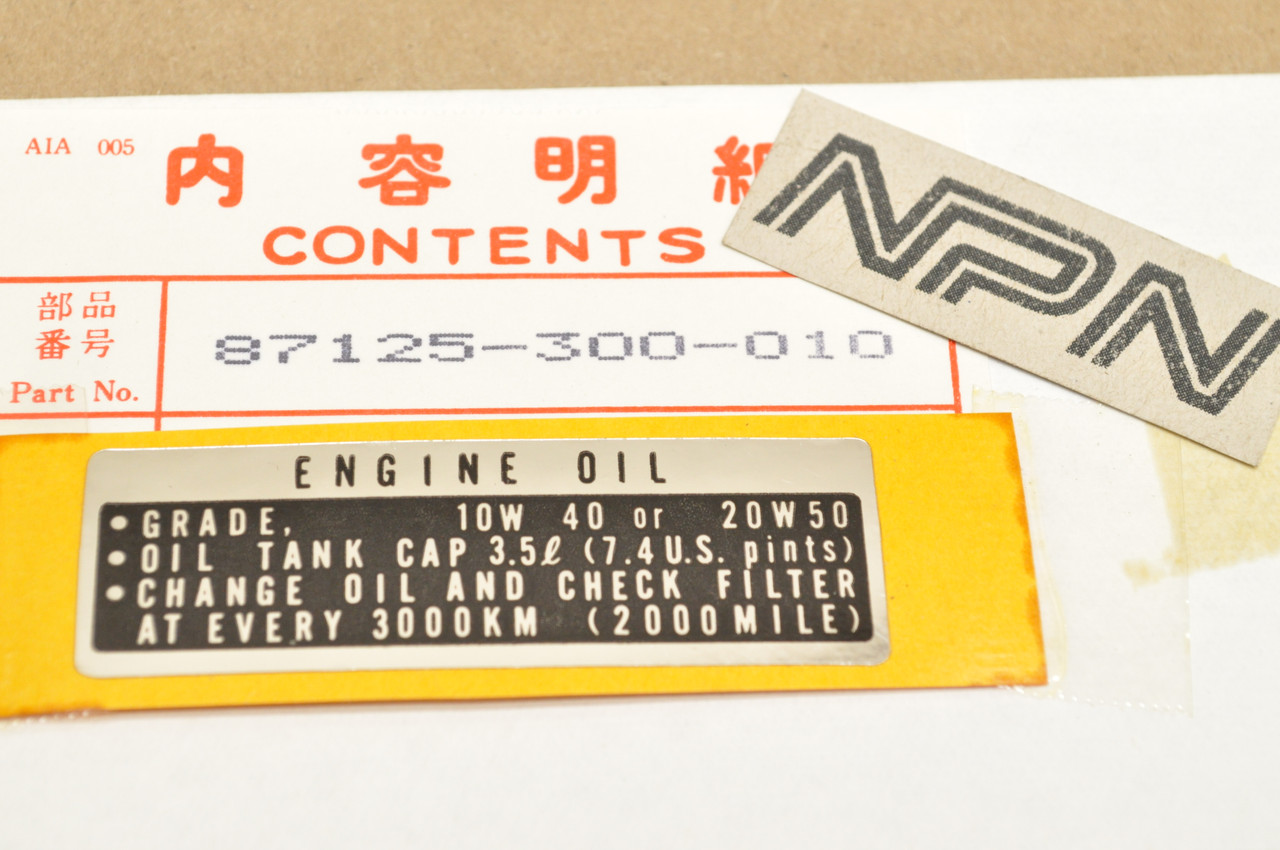 AIA 005
内容明細
CONTENTS
NPN
部品
番号
Part No.
87125-300-010
ENGINE OIL
•GRADE, 10W 40 or 20W50
•OIL TANK CAP 3.5ℓ (7.4U.S. pints)
•CHANGE OIL AND CHECK FILTER
AT EVERY 3000KM (2000MILE)